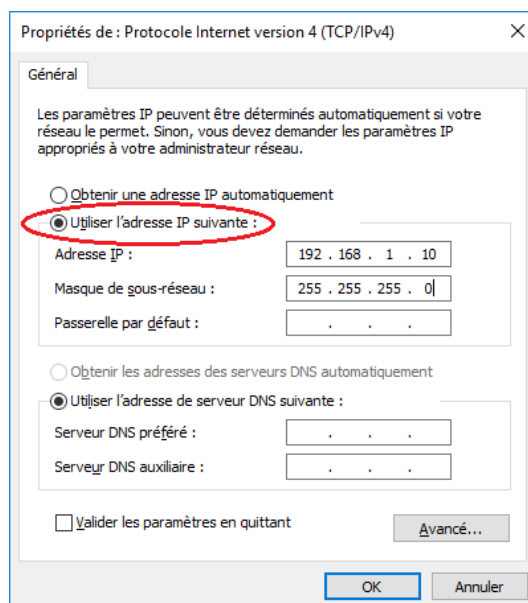 Propriétés de : Protocole Internet version 4 (TCP/IPv4)
Général
Les paramètres IP peuvent être déterminés automatiquement si votre
réseau le permet. Sinon, vous devez demander les paramètres IP
appropriés à votre administrateur réseau.
Obtenir une adresse IP automatiquement
Utiliser l'adresse IP suivante :
Adresse IP : 192 . 168 . 1 . 10
Masque de sous-réseau : 255 . 255 . 255 . 0
Passerelle par défaut : . . .
Obtenir les adresses des serveurs DNS automatiquement
Utiliser l'adresse de serveur DNS suivante :
Serveur DNS préféré : . . .
Serveur DNS auxiliaire : . . .
Valider les paramètres en quittant
Avancé...
OK Annuler